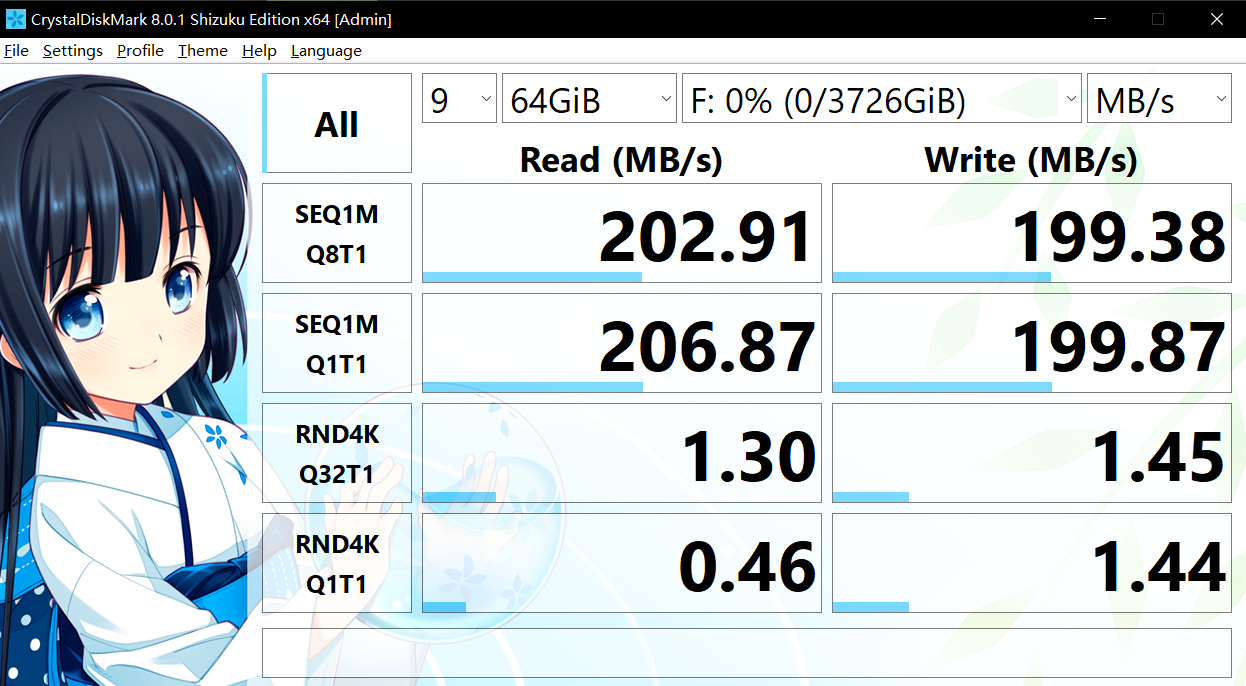 CrystalDiskMark 8.0.1 Shizuku Edition x64 [Admin]
File Settings Profile Theme Help Language
All 9 64GiB F: 0% (0/3726GiB) MB/s
Read (MB/s) Write (MB/s)
SEQ1M
Q8T1 202.91 199.38
SEQ1M
Q1T1 206.87 199.87
RND4K
Q32T1 1.30 1.45
RND4K
Q1T1 0.46 1.44